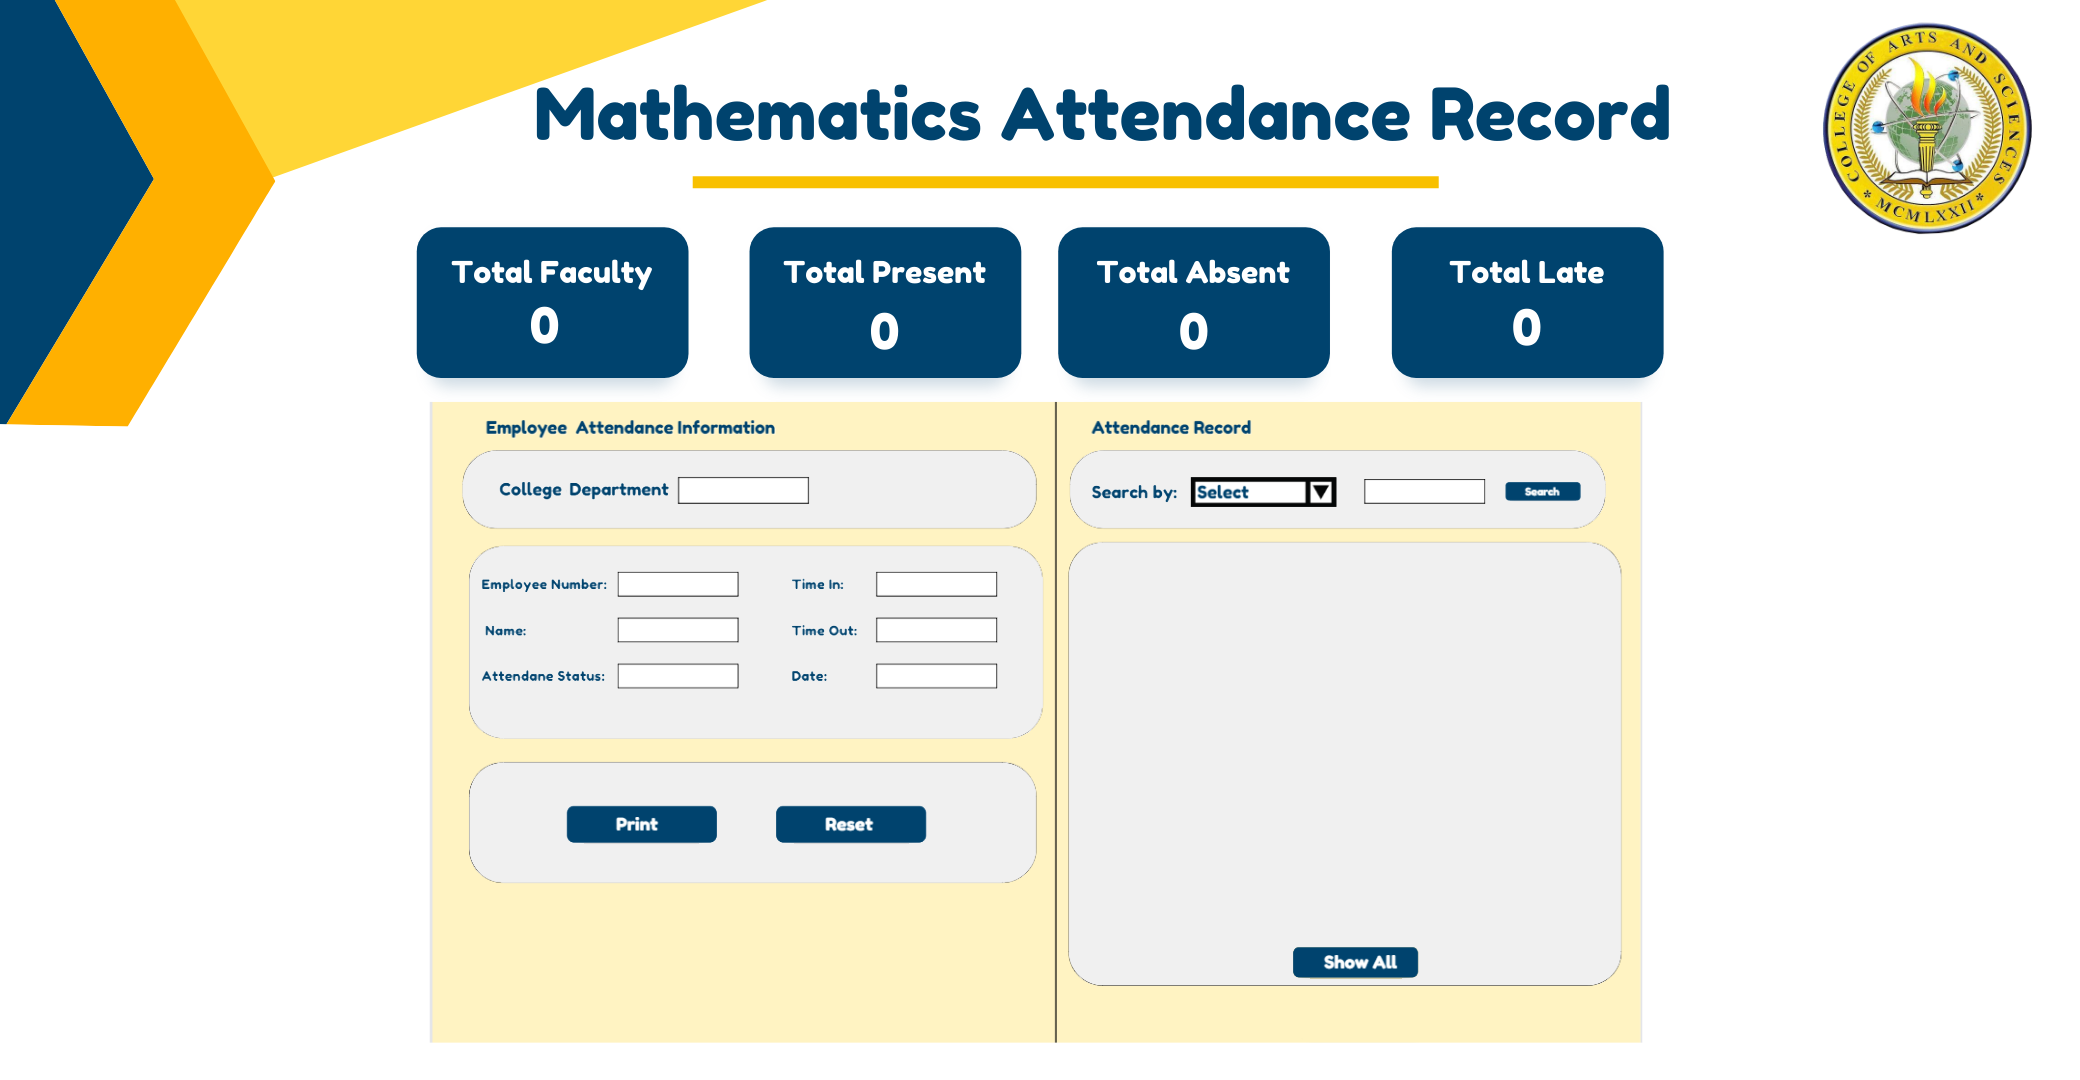 Mathematics Attendance Record
COLLEGE OF ARTS AND SCIENCES
* MCMLXXII *
Total Faculty
0
Total Present
0
Total Absent
0
Total Late
0
Employee Attendance Information
College Department
Employee Number:
Time In:
Name:
Time Out:
Attendane Status:
Date:
Print
Reset
Attendance Record
Search by:
Select
Search
Show All